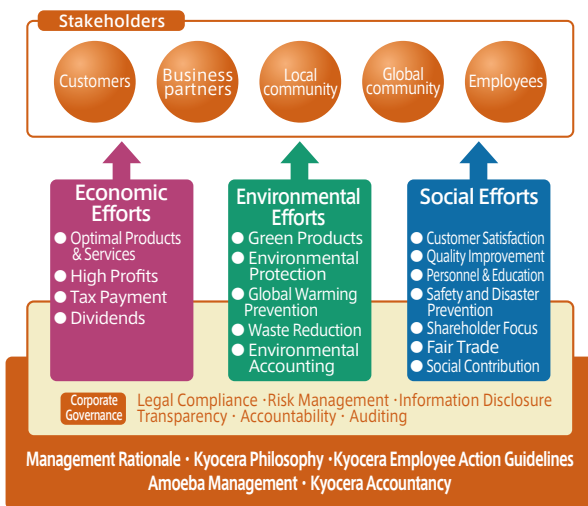 Stakeholders
Customers
Business
partners
Local
community
Global
community
Employees
Economic
Efforts
● Optimal Products
& Services
● High Profits
● Tax Payment
● Dividends
Environmental
Efforts
● Green Products
● Environmental
Protection
● Global Warming
Prevention
● Waste Reduction
● Environmental
Accounting
Social Efforts
● Customer Satisfaction
● Quality Improvement
● Personnel & Education
● Safety and Disaster
Prevention
● Shareholder Focus
● Fair Trade
● Social Contribution
Corporate
Governance
Legal Compliance ・Risk Management ・Information Disclosure
Transparency ・ Accountability ・ Auditing
Management Rationale ・ Kyocera Philosophy ・Kyocera Employee Action Guidelines
Amoeba Management ・ Kyocera Accountancy